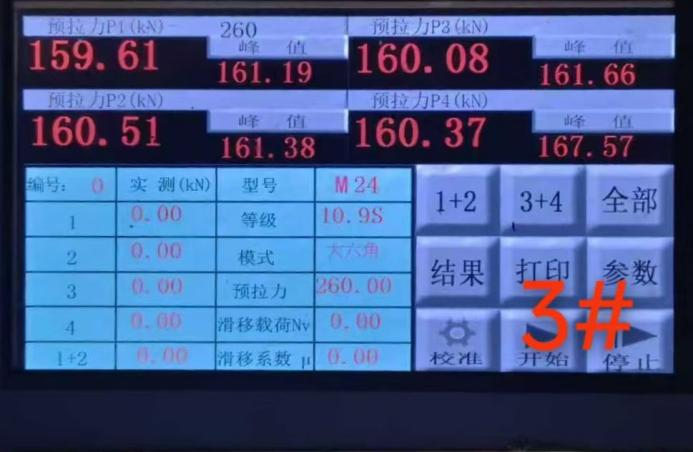 预拉力P1(kN)- 260 预拉力P3(kN)
159.61 峰 值 161.19 160.08 峰 值 161.66
预拉力P2(kN) 预拉力P4(kN)
160.51 峰 值 161.38 160.37 峰 值 167.57
编号: 0 实 测(kN) 型号 M24
1 0.00 等级 10.9S
2 0.00 模式 大六角
3 0.00 预拉力 260.00
4 0.00 滑移载荷Nv 0.00
1+2 0.00 滑移系数 μ 0.00
1+2 3+4 全部
结果 打印 参数
校准 开始 停止
3#